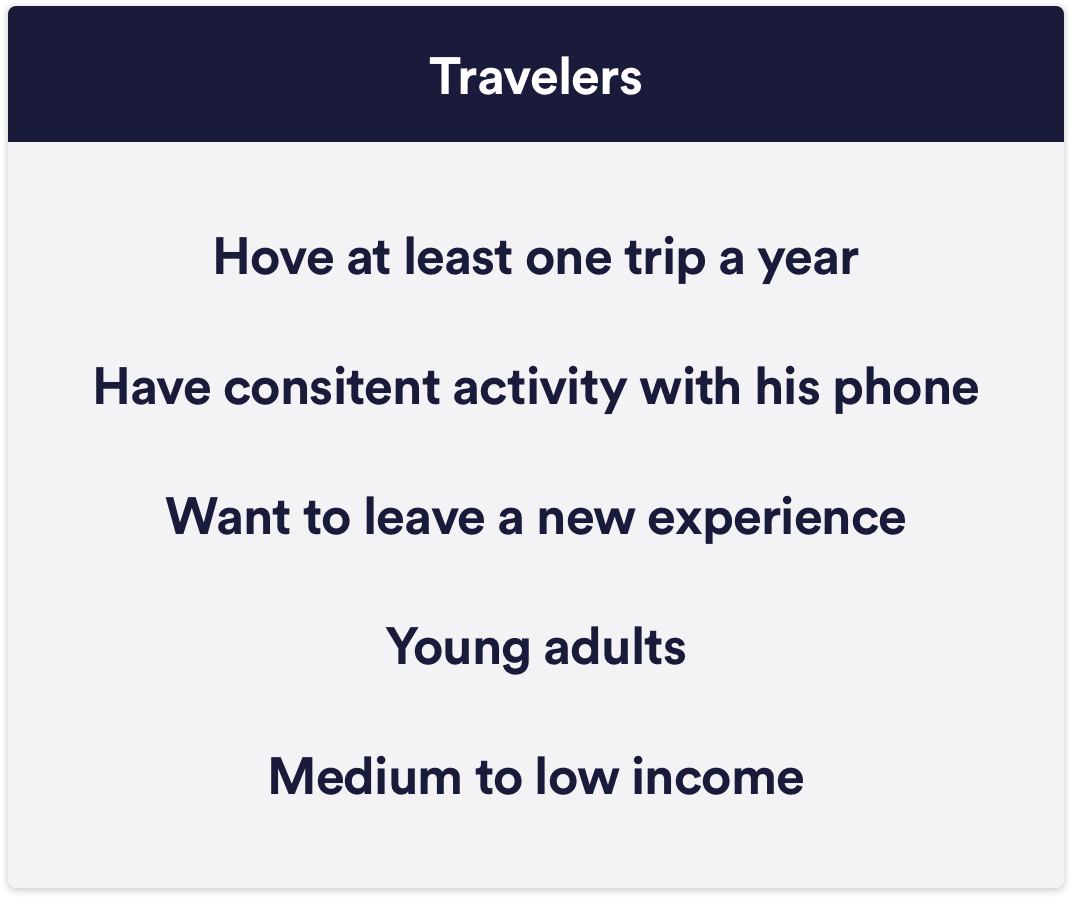 Travelers
Hove at least one trip a year
Have consitent activity with his phone
Want to leave a new experience
Young adults
Medium to low income